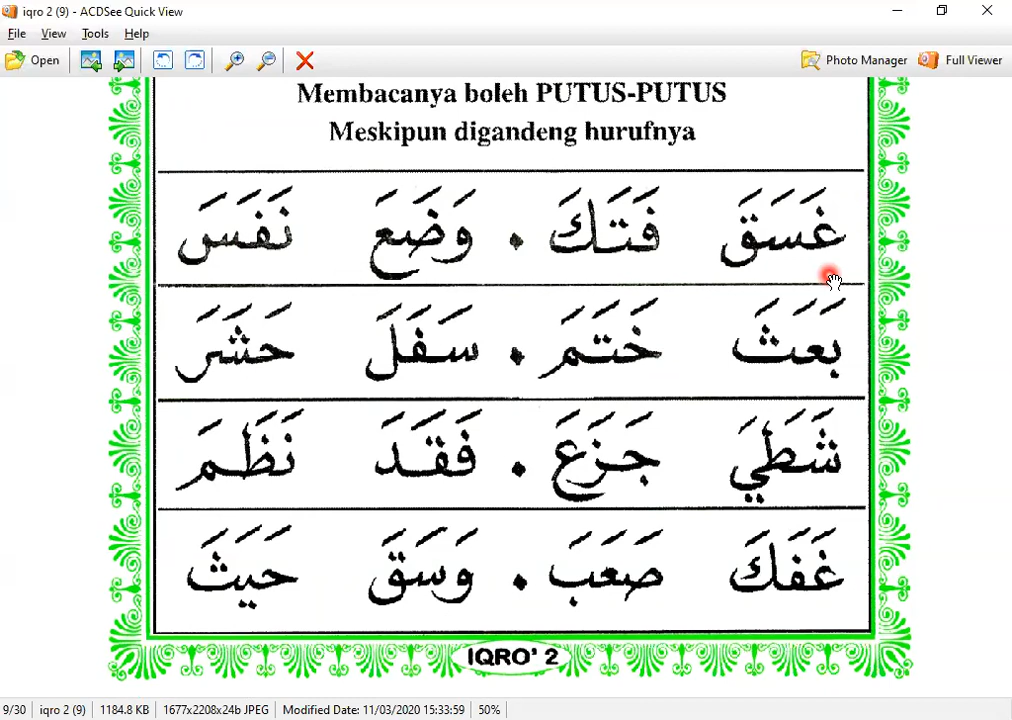 iqro 2 (9) - ACDSee Quick View
File View Tools Help
Open Photo Manager Full Viewer
Membacanya boleh PUTUS-PUTUS
Meskipun digandeng hurufnya
غَسَقَ فَتَكَ . وَضَعَ نَفَسَ
بَعَثَ خَتَمَ . سَفَلَ حَشَرَ
شَطَيَ جَزَعَ . فَقَدَ نَظَمَ
غَفَكَ صَعَبَ . وَسَقَ حَيَثَ
IQRO' 2
9/30 iqro 2 (9) 1184.8 KB 1677x2208x24b JPEG Modified Date: 11/03/2020 15:33:59 50%